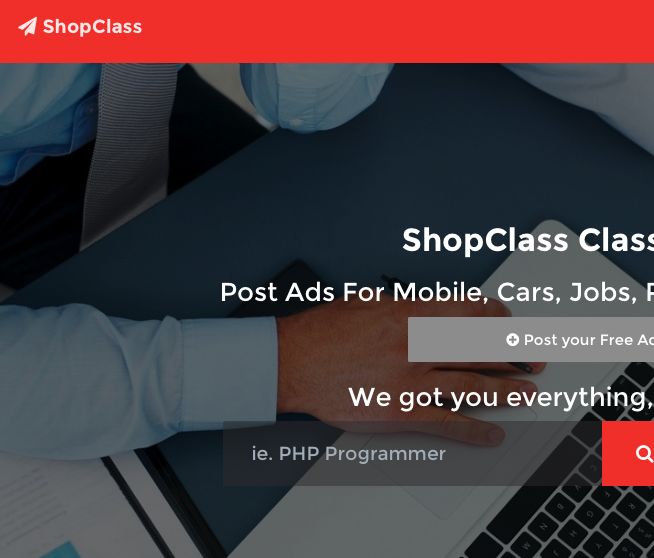 ShopClass
ShopClass Class
Post Ads For Mobile, Cars, Jobs,
Post your Free Ad
We got you everything,
ie. PHP Programmer